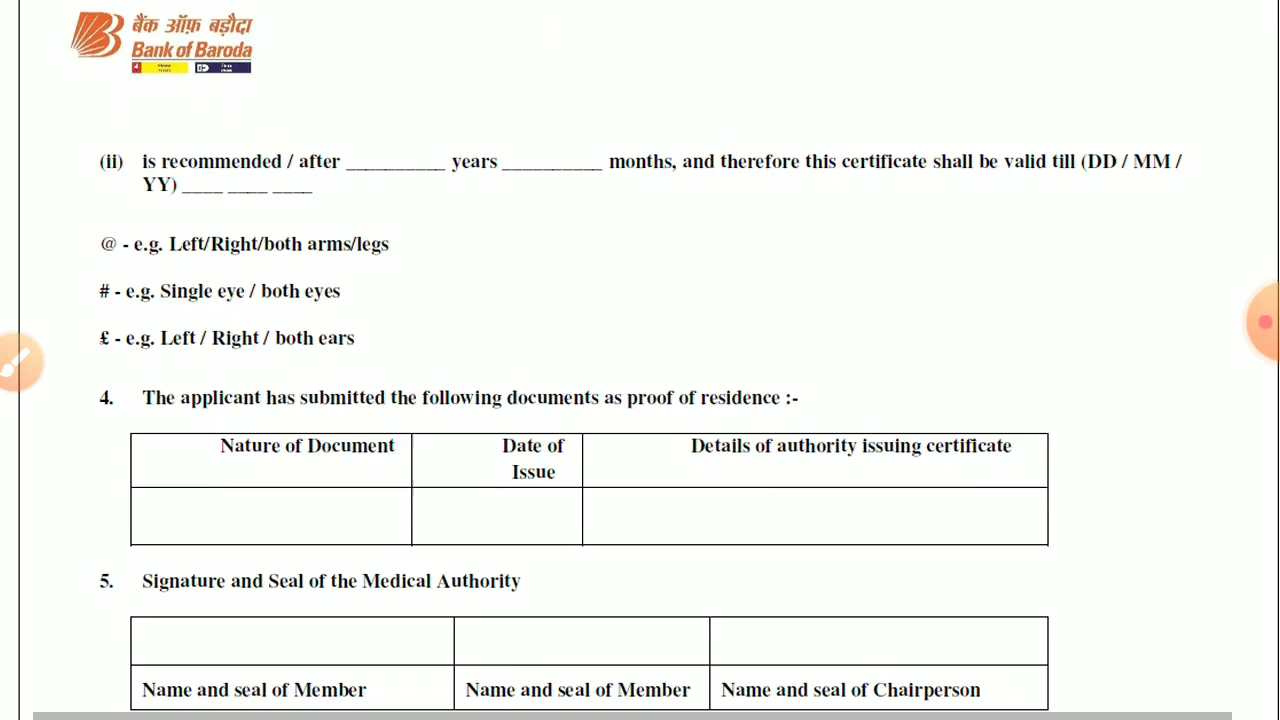 बैंक ऑफ़ बड़ौदा
Bank of Baroda
(ii) is recommended / after __________ years __________ months, and therefore this certificate shall be valid till (DD / MM /
YY) ____ ____ ____
@ - e.g. Left/Right/both arms/legs
# - e.g. Single eye / both eyes
£ - e.g. Left / Right / both ears
4. The applicant has submitted the following documents as proof of residence :-
Nature of Document Date of Details of authority issuing certificate
Issue
5. Signature and Seal of the Medical Authority
Name and seal of Member Name and seal of Member Name and seal of Chairperson